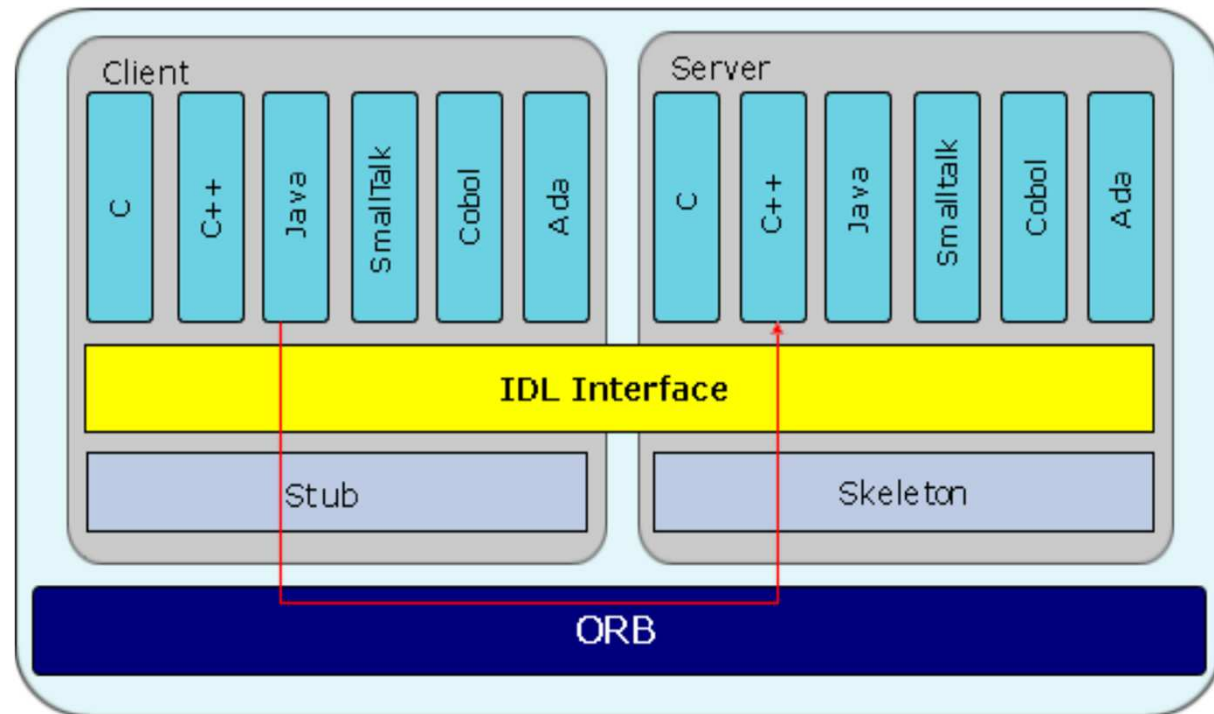 Client
C
C++
Java
SmallTalk
Cobol
Ada
Server
C
C++
Java
Smalltalk
Cobol
Ada
IDL Interface
Stub
Skeleton
ORB